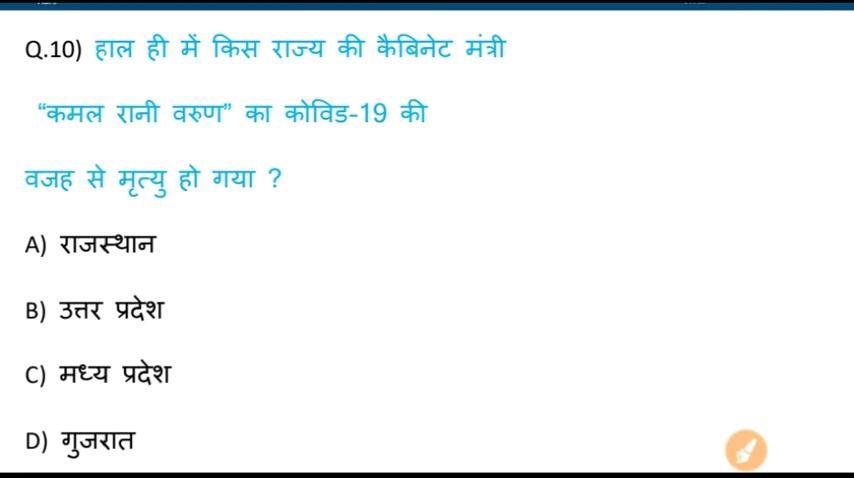 Q.10) हाल ही में किस राज्य की कैबिनेट मंत्री
“कमल रानी वरुण” का कोविड-19 की
वजह से मृत्यु हो गया ?
A) राजस्थान
B) उत्तर प्रदेश
C) मध्य प्रदेश
D) गुजरात